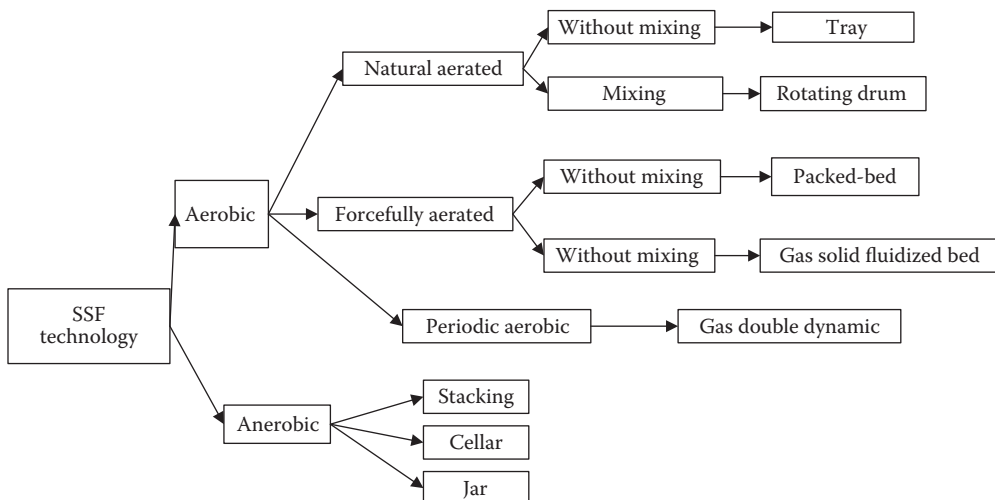 Without mixing
Tray
Natural aerated
Mixing
Rotating drum
Without mixing
Packed-bed
Aerobic
Forcefully aerated
Without mixing
Gas solid fluidized bed
SSF
technology
Periodic aerobic
Gas double dynamic
Stacking
Anerobic
Cellar
Jar